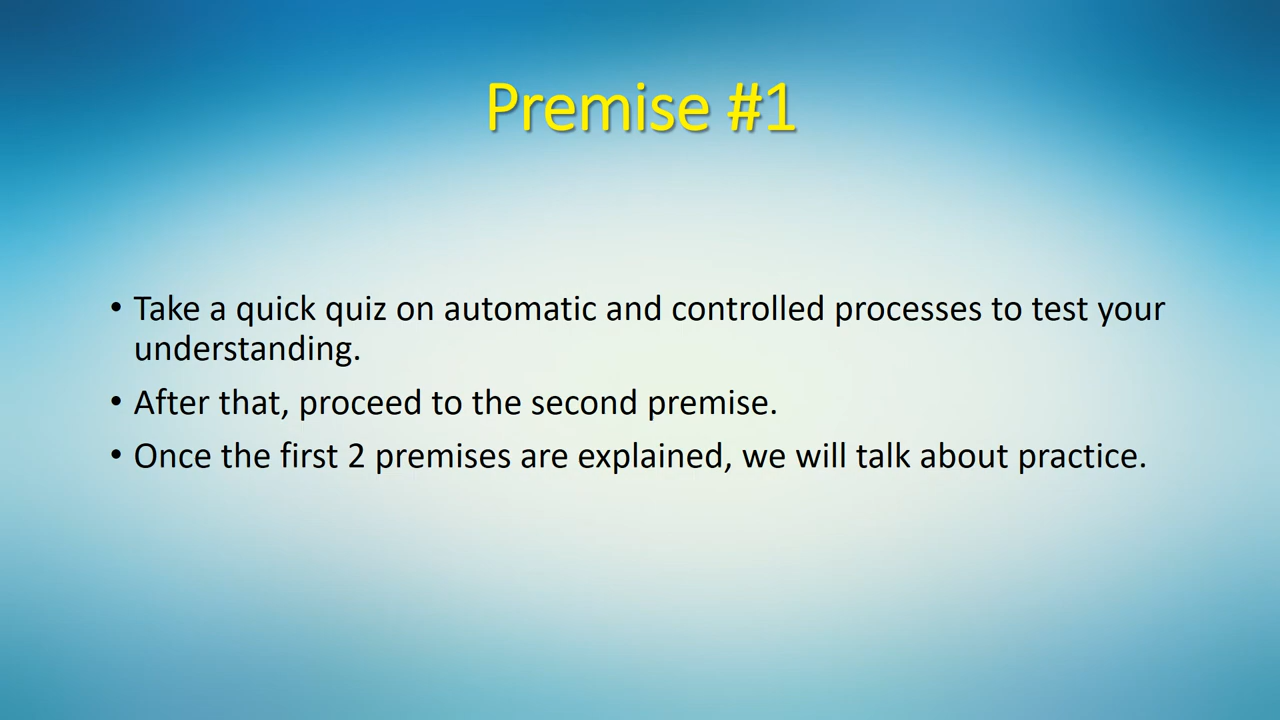 Premise #1
• Take a quick quiz on automatic and controlled processes to test your
understanding.
• After that, proceed to the second premise.
• Once the first 2 premises are explained, we will talk about practice.